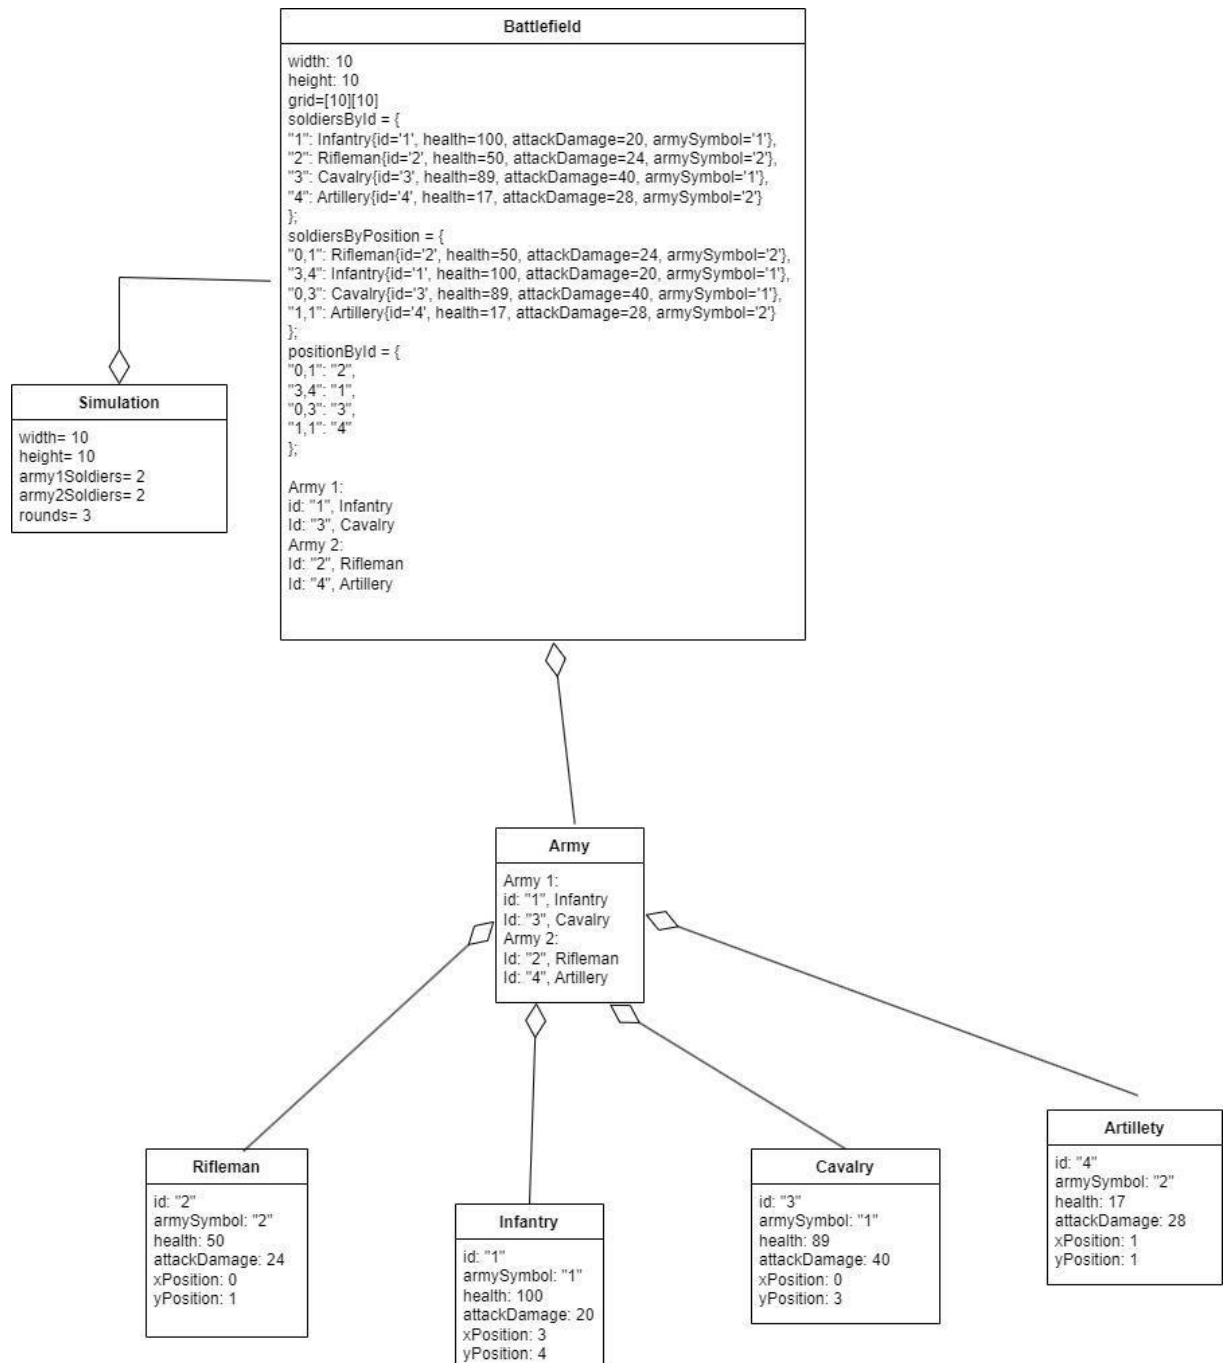 Battlefield
width: 10
height: 10
grid=[10][10]
soldiersById = {
"1": Infantry{id='1', health=100, attackDamage=20, armySymbol='1'},
"2": Rifleman{id='2', health=50, attackDamage=24, armySymbol='2'},
"3": Cavalry{id='3', health=89, attackDamage=40, armySymbol='1'},
"4": Artillery{id='4', health=17, attackDamage=28, armySymbol='2'}
};
soldiersByPosition = {
"0,1": Rifleman{id='2', health=50, attackDamage=24, armySymbol='2'},
"3,4": Infantry{id='1', health=100, attackDamage=20, armySymbol='1'},
"0,3": Cavalry{id='3', health=89, attackDamage=40, armySymbol='1'},
"1,1": Artillery{id='4', health=17, attackDamage=28, armySymbol='2'}
};
positionById = {
"0,1": "2",
"3,4": "1",
"0,3": "3",
"1,1": "4"
};
Army 1:
id: "1", Infantry
Id: "3", Cavalry
Army 2:
Id: "2", Rifleman
Id: "4", Artillery
Simulation
width= 10
height= 10
army1Soldiers= 2
army2Soldiers= 2
rounds= 3
Army
Army 1:
id: "1", Infantry
Id: "3", Cavalry
Army 2:
Id: "2", Rifleman
Id: "4", Artillery
Rifleman
id: "2"
armySymbol: "2"
health: 50
attackDamage: 24
xPosition: 0
yPosition: 1
Infantry
id: "1"
armySymbol: "1"
health: 100
attackDamage: 20
xPosition: 3
yPosition: 4
Cavalry
id: "3"
armySymbol: "1"
health: 89
attackDamage: 40
xPosition: 0
yPosition: 3
Artillety
id: "4"
armySymbol: "2"
health: 17
attackDamage: 28
xPosition: 1
yPosition: 1